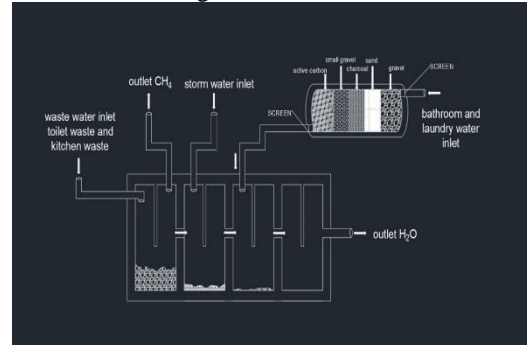 small gravel
sand
active carbon
charcoal
gravel
SCREEN
outlet CH₄
storm water inlet
SCREEN
waste water inlet
toilet waste and
kitchen waste
bathroom and
laundry water
inlet
outlet H₂O